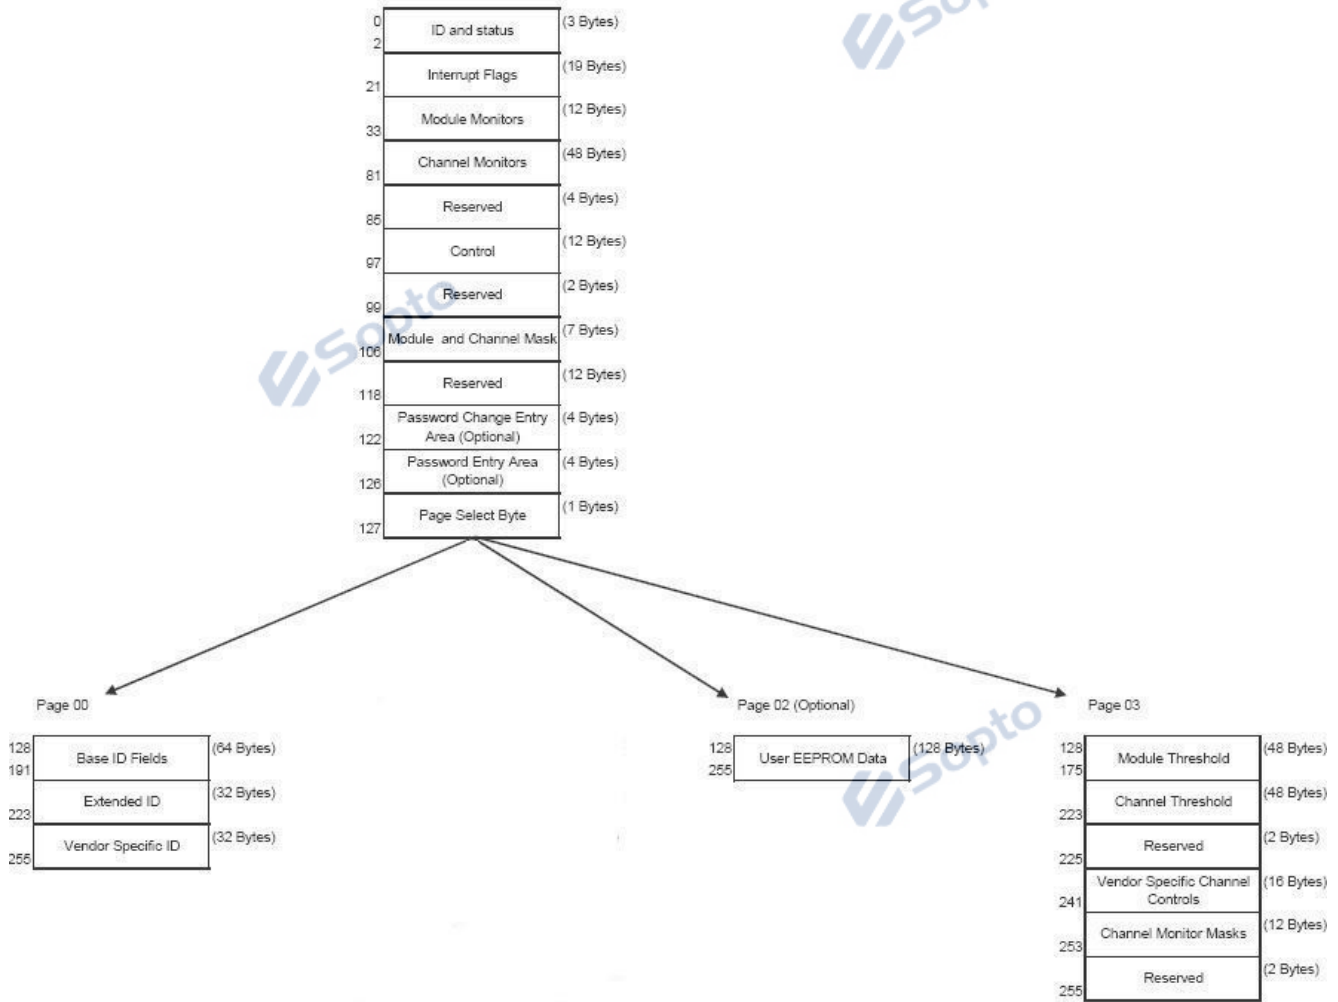 Sopto
0
2
ID and status
(3 Bytes)
21
Interrupt Flags
(19 Bytes)
33
Module Monitors
(12 Bytes)
81
Channel Monitors
(48 Bytes)
85
Reserved
(4 Bytes)
97
Control
(12 Bytes)
99
Reserved
(2 Bytes)
Sopto
106
Module and Channel Mask
(7 Bytes)
118
Reserved
(12 Bytes)
122
Password Change Entry
Area (Optional)
(4 Bytes)
126
Password Entry Area
(Optional)
(4 Bytes)
127
Page Select Byte
(1 Bytes)
Page 00
128
191
Base ID Fields
(64 Bytes)
223
Extended ID
(32 Bytes)
255
Vendor Specific ID
(32 Bytes)
Page 02 (Optional)
128
255
User EEPROM Data
(128 Bytes)
Sopto
Page 03
128
175
Module Threshold
(48 Bytes)
223
Channel Threshold
(48 Bytes)
225
Reserved
(2 Bytes)
241
Vendor Specific Channel
Controls
(16 Bytes)
253
Channel Monitor Masks
(12 Bytes)
255
Reserved
(2 Bytes)